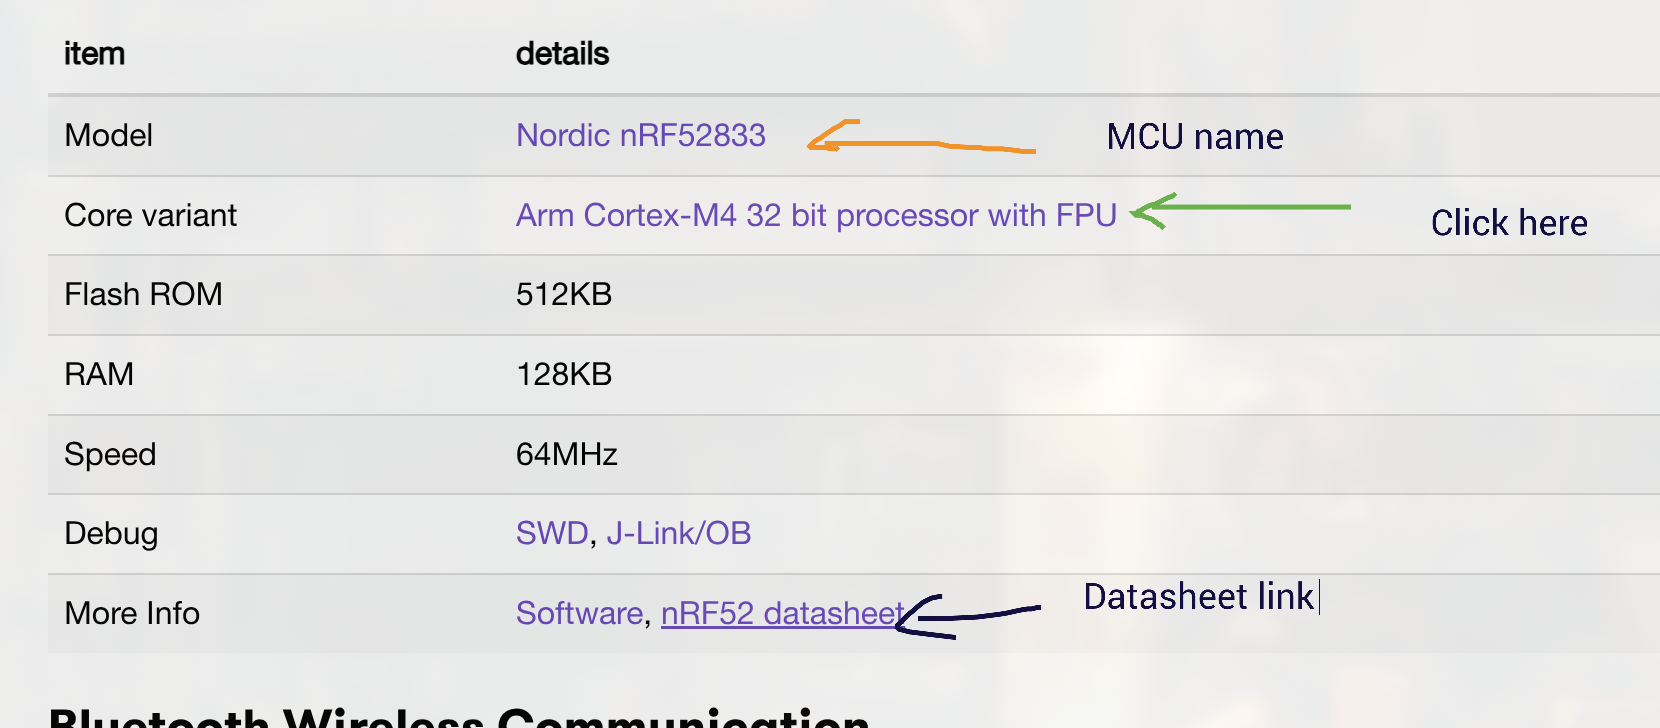 item details
Model Nordic nRF52833 MCU name
Core variant Arm Cortex-M4 32 bit processor with FPU Click here
Flash ROM 512KB
RAM 128KB
Speed 64MHz
Debug SWD, J-Link/OB
More Info Software, nRF52 datasheet Datasheet link
Bluetooth Wireless Communication